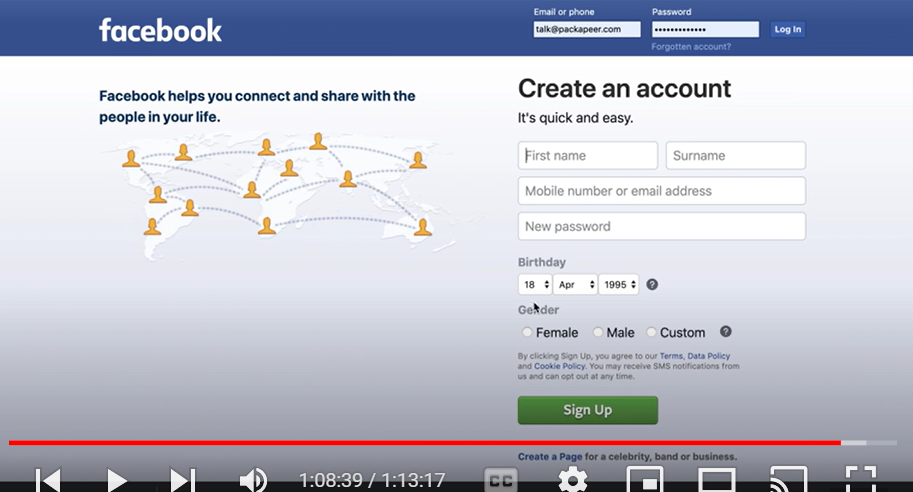 facebook
Email or phone
Password
talk@packapeer.com
•••••••••••••
Log In
Forgotten account?
Facebook helps you connect and share with the
people in your life.
Create an account
It's quick and easy.
First name
Surname
Mobile number or email address
New password
Birthday
18 Apr 1995 ?
Gender
Female Male Custom ?
By clicking Sign Up, you agree to our Terms, Data Policy
and Cookie Policy. You may receive SMS notifications from
us and can opt out at any time.
Sign Up
Create a Page for a celebrity, band or business.
1:08:39 / 1:13:17
CC